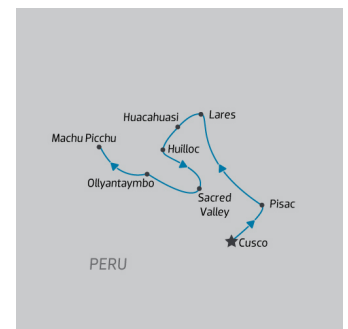 Lares
Huacahuasi
Machu Picchu
Huilloc
Ollyantaymbo
Sacred
Valley
Pisac
Cusco
PERU